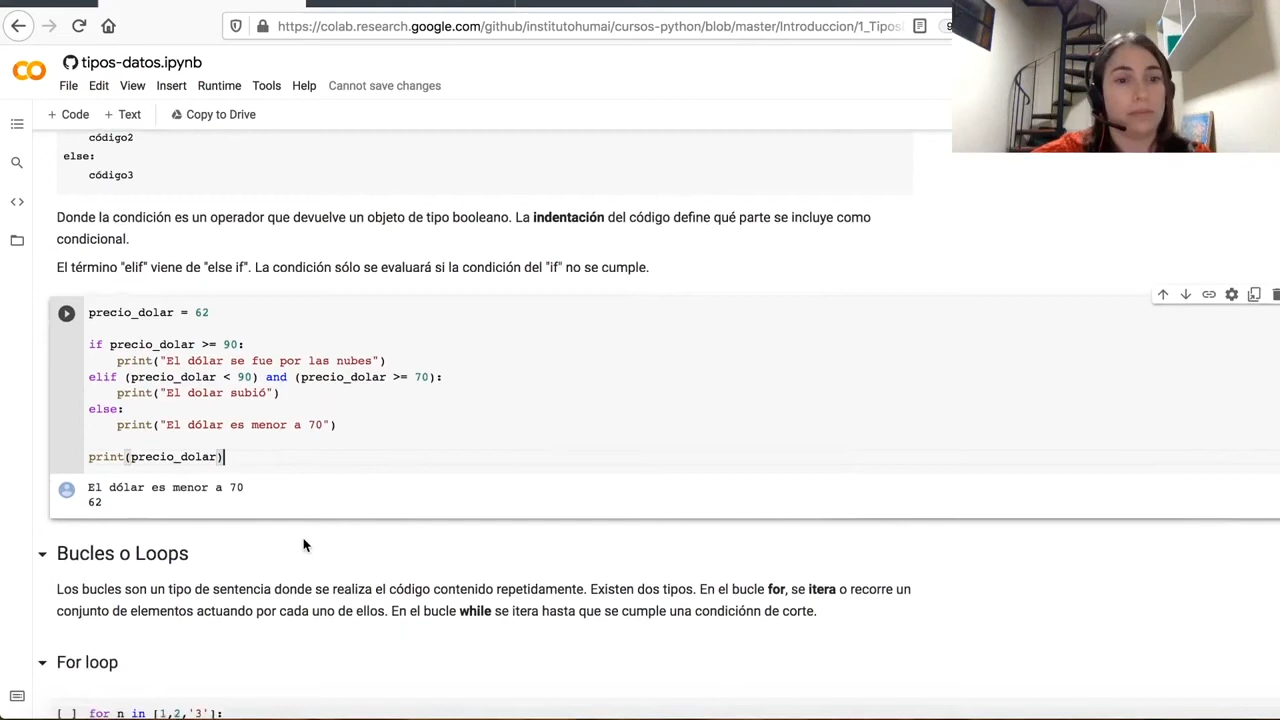 https://colab.research.google.com/github/institutohumai/cursos-python/blob/master/Introduccion/1_Tipos
tipos-datos.ipynb
File Edit View Insert Runtime Tools Help Cannot save changes
+ Code + Text Copy to Drive
código2
else:
código3
Donde la condición es un operador que devuelve un objeto de tipo booleano. La indentación del código define qué parte se incluye como
condicional.
El término "elif" viene de "else if". La condición sólo se evaluará si la condición del "if" no se cumple.
precio_dolar = 62
if precio_dolar >= 90:
print("El dólar se fue por las nubes")
elif (precio_dolar < 90) and (precio_dolar >= 70):
print("El dolar subió")
else:
print("El dólar es menor a 70")
print(precio_dolar)
El dólar es menor a 70
62
Bucles o Loops
Los bucles son un tipo de sentencia donde se realiza el código contenido repetidamente. Existen dos tipos. En el bucle for, se itera o recorre un
conjunto de elementos actuando por cada uno de ellos. En el bucle while se itera hasta que se cumple una condiciónn de corte.
For loop
[ ] for n in [1,2,'3']: